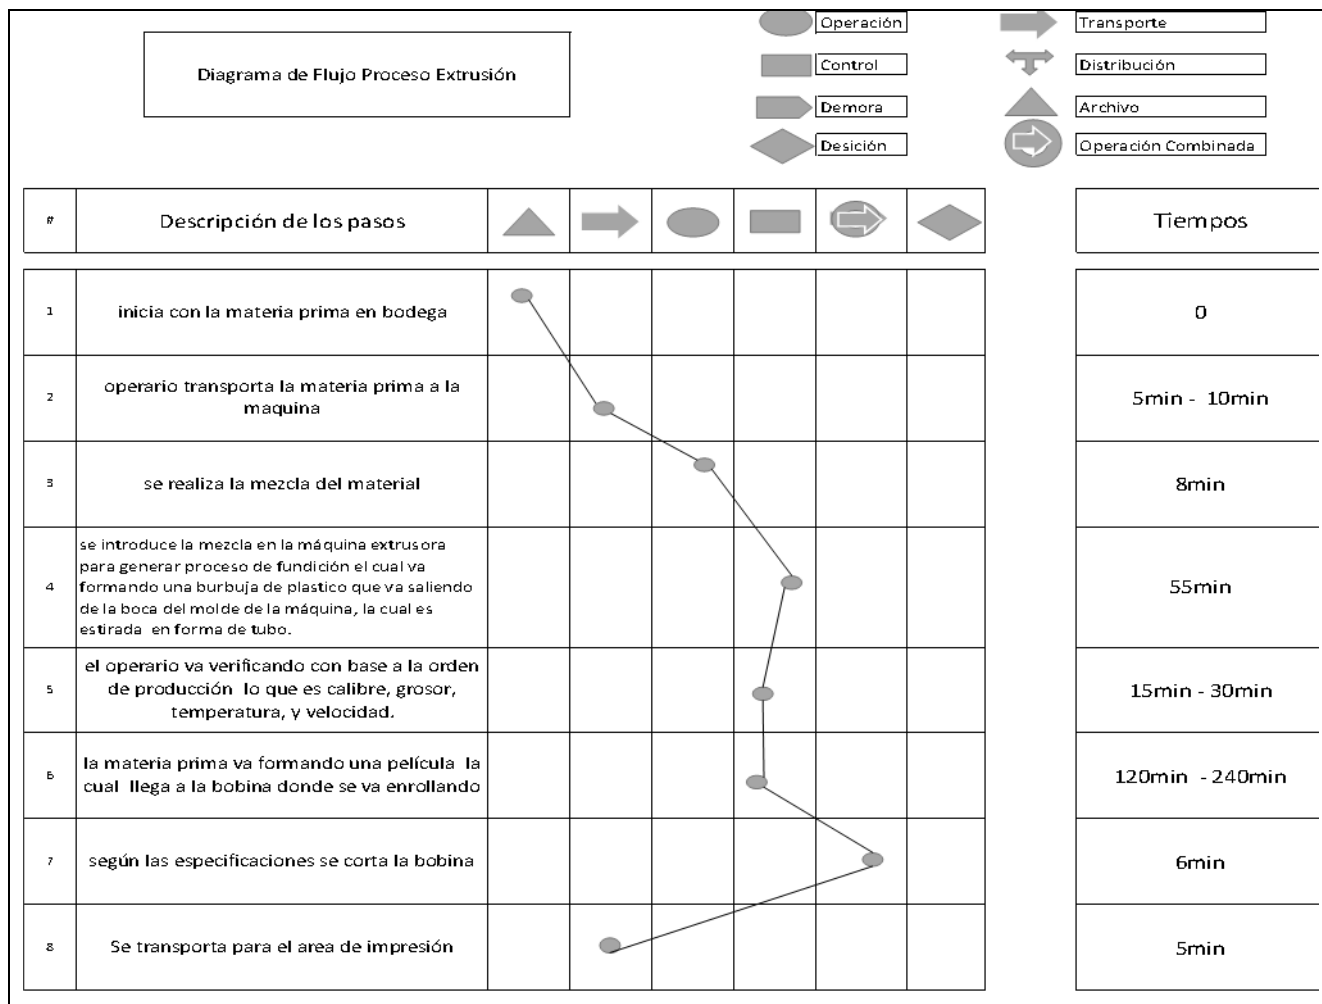 Diagrama de Flujo Proceso Extrusión
Operación
Control
Demora
Desición
Transporte
Distribución
Archivo
Operación Combinada
#
Descripción de los pasos
Tiempos
1
inicia con la materia prima en bodega
0
2
operario transporta la materia prima a la
maquina
5min - 10min
3
se realiza la mezcla del material
8min
4
se introduce la mezcla en la máquina extrusora
para generar proceso de fundición el cual va
formando una burbuja de plastico que va saliendo
de la boca del molde de la máquina, la cual es
estirada en forma de tubo.
55min
5
el operario va verificando con base a la orden
de producción lo que es calibre, grosor,
temperatura, y velocidad.
15min - 30min
6
la materia prima va formando una película la
cual llega a la bobina donde se va enrollando
120min - 240min
7
según las especificaciones se corta la bobina
6min
8
Se transporta para el area de impresión
5min